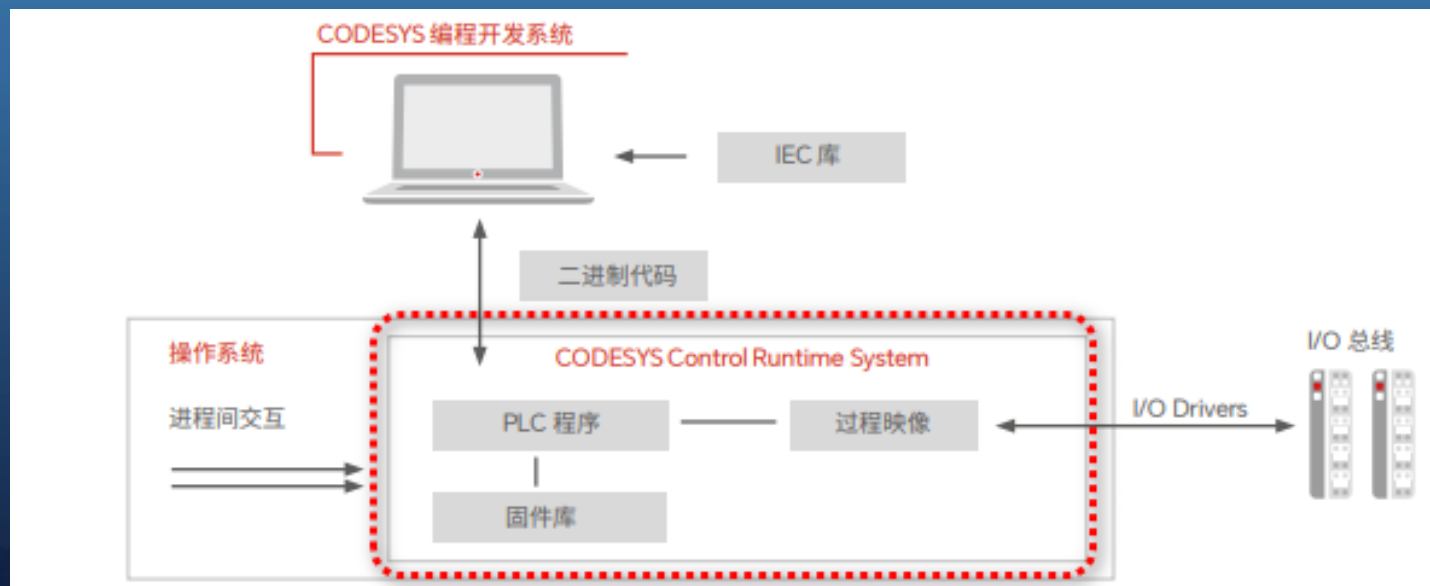 CODESYS 编程开发系统
IEC 库
二进制代码
操作系统
CODESYS Control Runtime System
I/O 总线
进程间交互
PLC 程序
过程映像
I/O Drivers
固件库